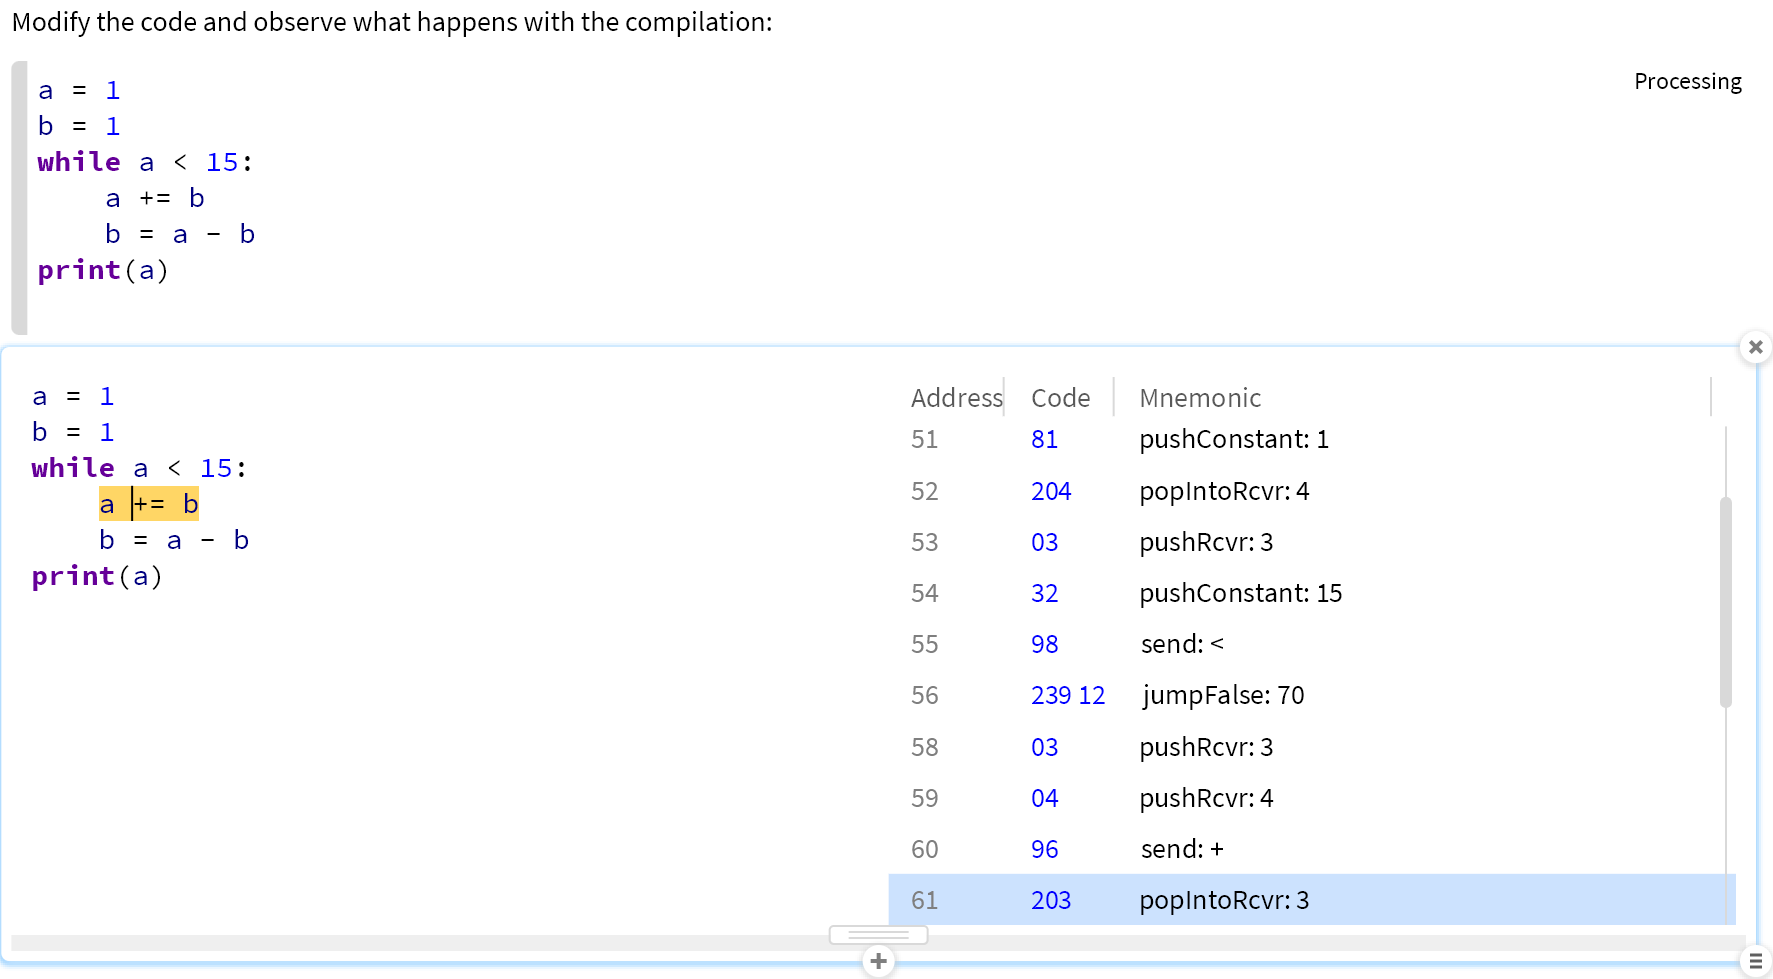 Modify the code and observe what happens with the compilation:
a = 1
b = 1
while a < 15:
    a += b
    b = a - b
print(a)
Processing
a = 1
b = 1
while a < 15:
    a += b
    b = a - b
print(a)
Address Code Mnemonic
51 81 pushConstant: 1
52 204 popIntoRcvr: 4
53 03 pushRcvr: 3
54 32 pushConstant: 15
55 98 send: <
56 239 12 jumpFalse: 70
58 03 pushRcvr: 3
59 04 pushRcvr: 4
60 96 send: +
61 203 popIntoRcvr: 3